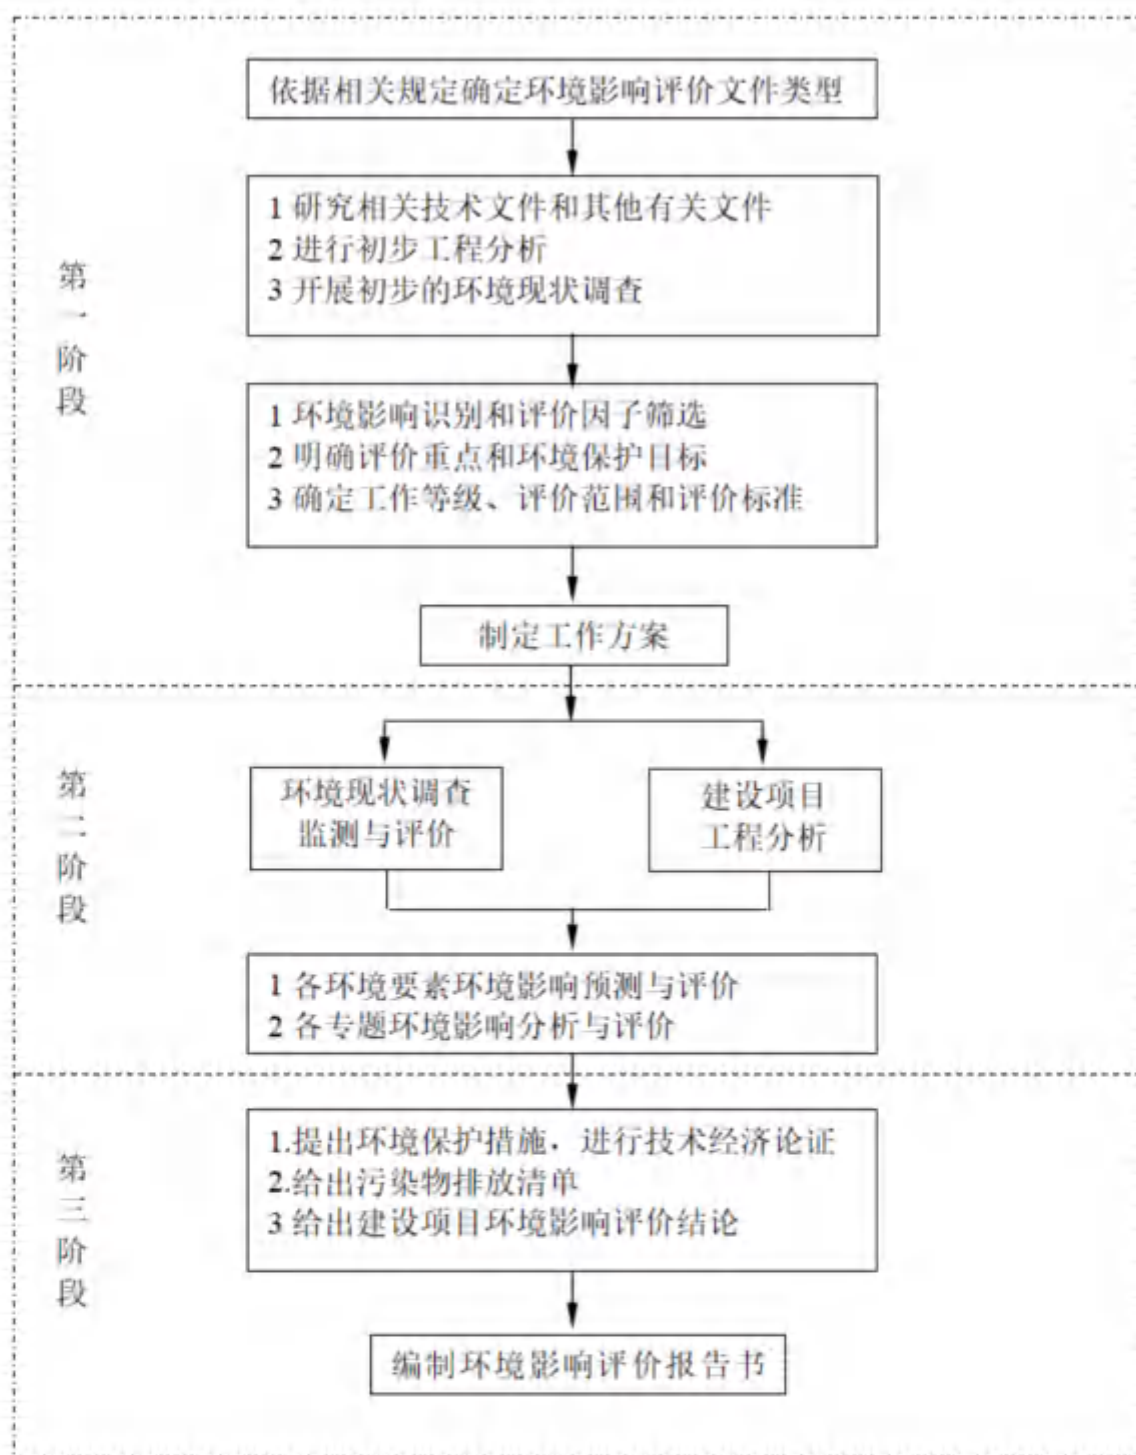 依据相关规定确定环境影响评价文件类型
1 研究相关技术文件和其他有关文件
2 进行初步工程分析
3 开展初步的环境现状调查
第一阶段
1 环境影响识别和评价因子筛选
2 明确评价重点和环境保护目标
3 确定工作等级、评价范围和评价标准
制定工作方案
第二阶段
环境现状调查
监测与评价
建设项目
工程分析
1 各环境要素环境影响预测与评价
2 各专题环境影响分析与评价
第三阶段
1.提出环境保护措施，进行技术经济论证
2.给出污染物排放清单
3 给出建设项目环境影响评价结论
编制环境影响评价报告书